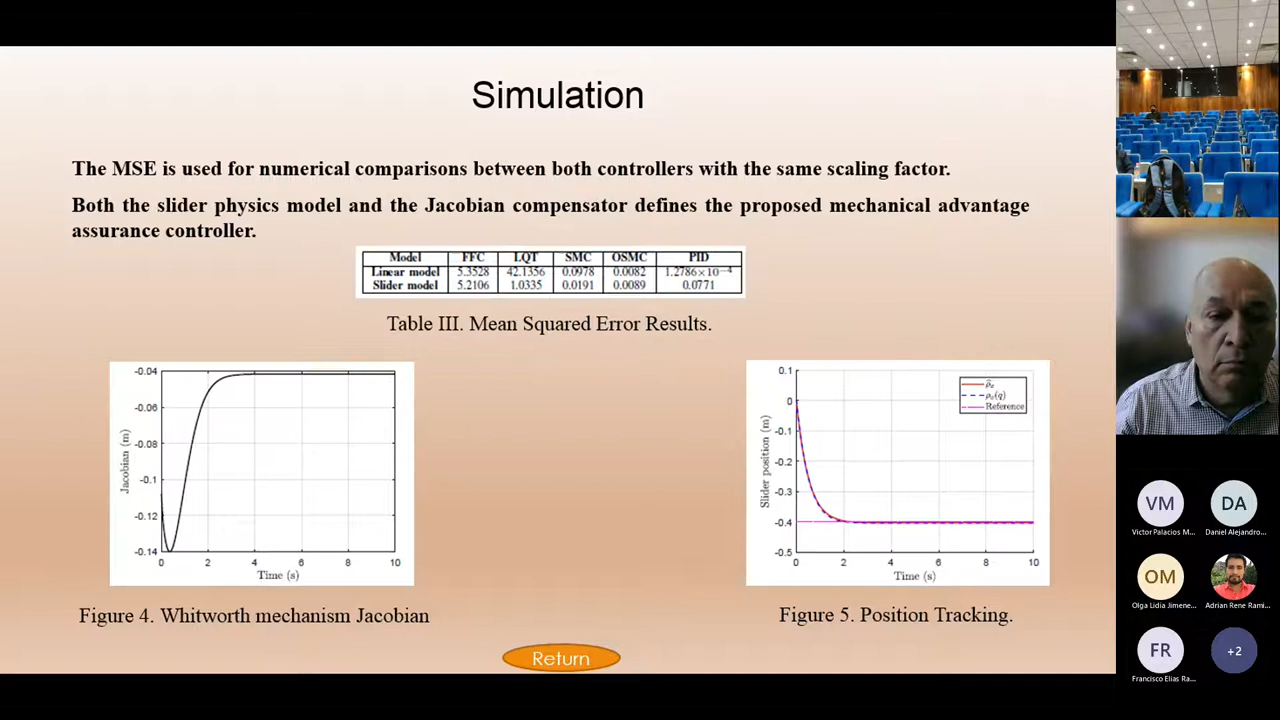 Simulation
The MSE is used for numerical comparisons between both controllers with the same scaling factor.
Both the slider physics model and the Jacobian compensator defines the proposed mechanical advantage
assurance controller.
Model FFC LQT SMC OSMC PID
Linear model 5.3528 42.1356 0.0978 0.0082 1.2786×10⁻⁴
Slider model 5.2106 1.0335 0.0191 0.0089 0.0771
Table III. Mean Squared Error Results.
-0.04
-0.06
-0.08
-0.1
-0.12
-0.14
Jacobian (m)
0 2 4 6 8 10
Time (s)
Figure 4. Whitworth mechanism Jacobian
0.1
0
-0.1
-0.2
-0.3
-0.4
-0.5
Slider position (m)
ρₑ(q)
Reference
0 2 4 6 8 10
Time (s)
Figure 5. Position Tracking.
Return
VM
Victor Palacios M...
DA
Daniel Alejandro...
OM
Olga Lidia Jimene...
Adrian Rene Rami...
FR
Francisco Elias Ra...
+2